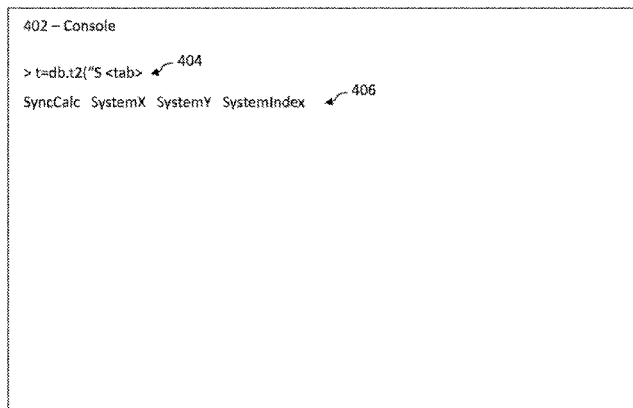 402 – Console
404
> t=db.t2(“S <tab>
406
SyncCalc SystemX SystemY SystemIndex